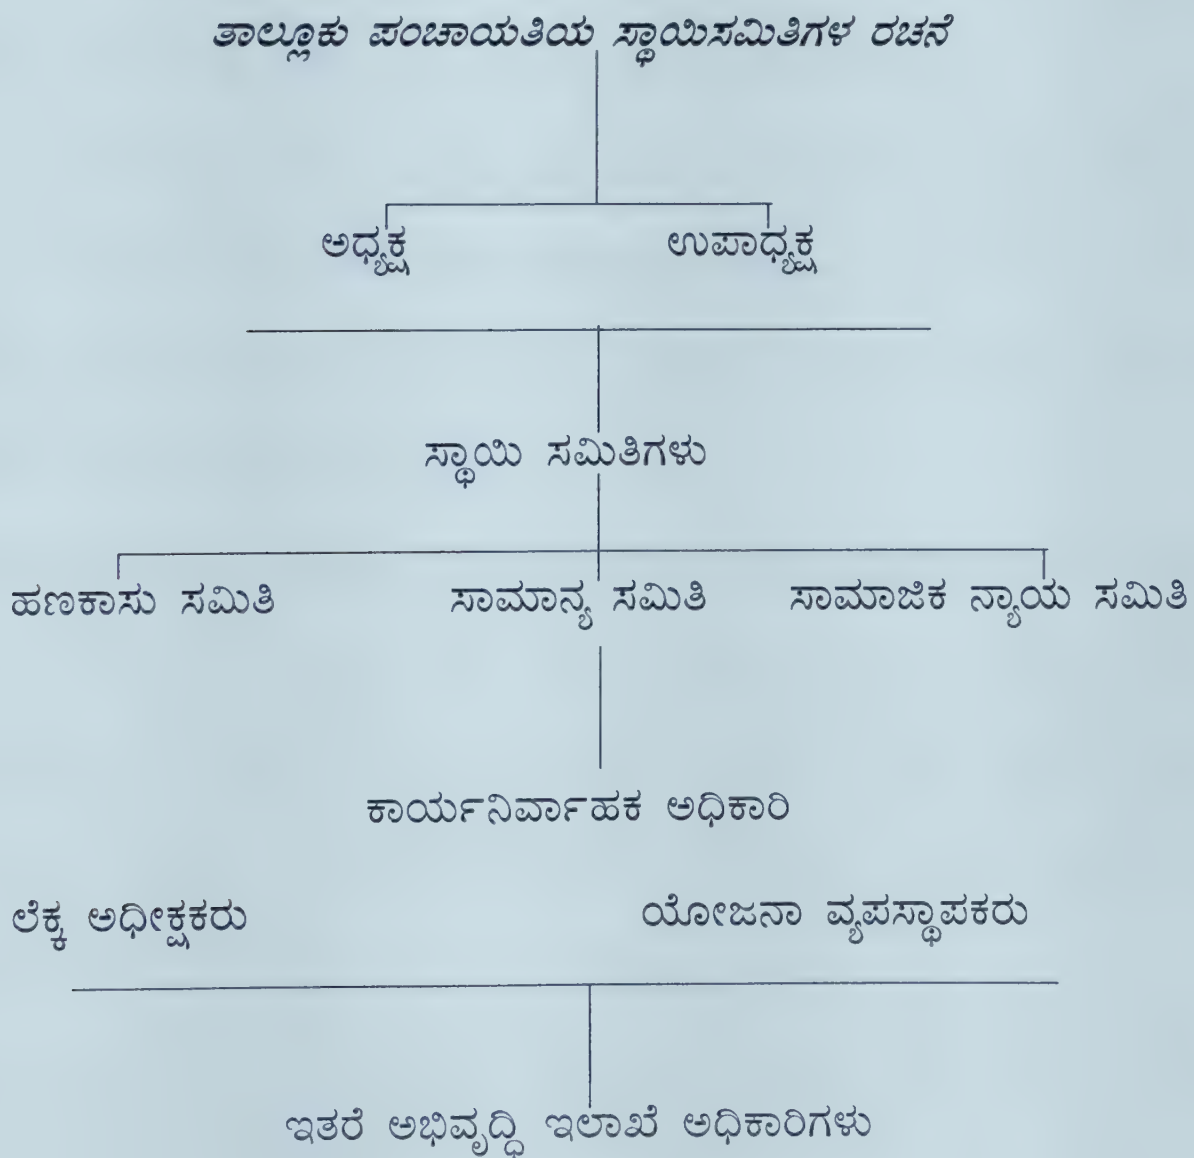 ತಾಲ್ಲೂಕು ಪಂಚಾಯತಿಯ ಸ್ಥಾಯಿಸಮಿತಿಗಳ ರಚನೆ
ಅಧ್ಯಕ್ಷ ಉಪಾಧ್ಯಕ್ಷ
ಸ್ಥಾಯಿ ಸಮಿತಿಗಳು
ಹಣಕಾಸು ಸಮಿತಿ ಸಾಮಾನ್ಯ ಸಮಿತಿ ಸಾಮಾಜಿಕ ನ್ಯಾಯ ಸಮಿತಿ
ಕಾರ್ಯನಿರ್ವಾಹಕ ಅಧಿಕಾರಿ
ಲೆಕ್ಕ ಅಧೀಕ್ಷಕರು ಯೋಜನಾ ವ್ಯಪಸ್ಥಾಪಕರು
ಇತರೆ ಅಭಿವೃದ್ಧಿ ಇಲಾಖೆ ಅಧಿಕಾರಿಗಳು